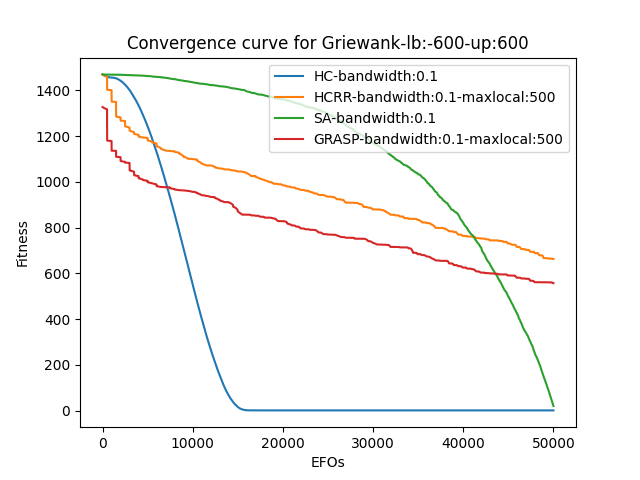 Convergence curve for Griewank-lb:-600-up:600
HC-bandwidth:0.1
HCRR-bandwidth:0.1-maxlocal:500
SA-bandwidth:0.1
GRASP-bandwidth:0.1-maxlocal:500
Fitness
1400
1200
1000
800
600
400
200
0
0 10000 20000 30000 40000 50000
EFOs